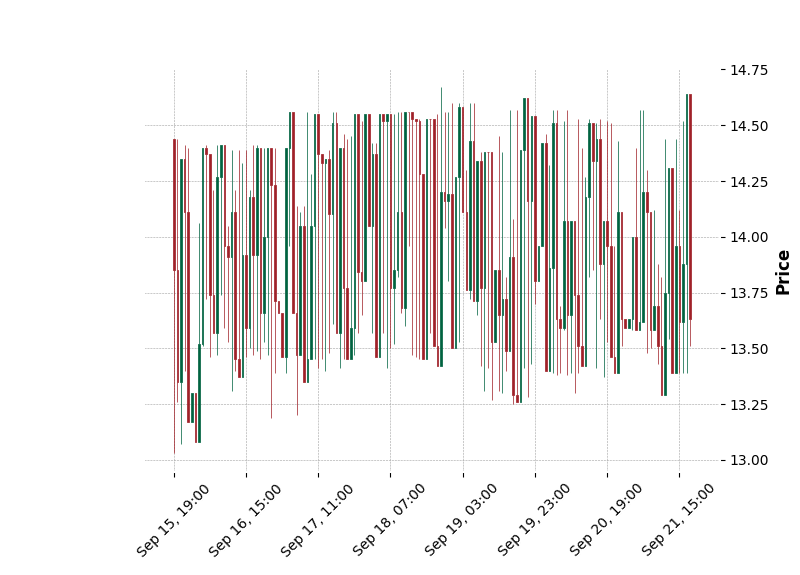 14.75
14.50
14.25
14.00
13.75
13.50
13.25
13.00
Price
Sep 15, 19:00
Sep 16, 15:00
Sep 17, 11:00
Sep 18, 07:00
Sep 19, 03:00
Sep 19, 23:00
Sep 20, 19:00
Sep 21, 15:00